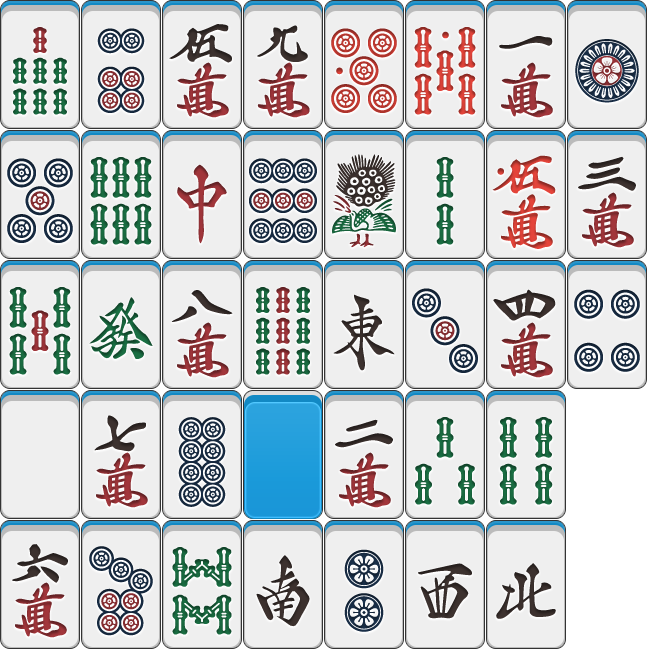 伍萬 九萬 一萬
中 伍萬 三萬
發 八萬 東 四萬
七萬 二萬
六萬 南 西 北